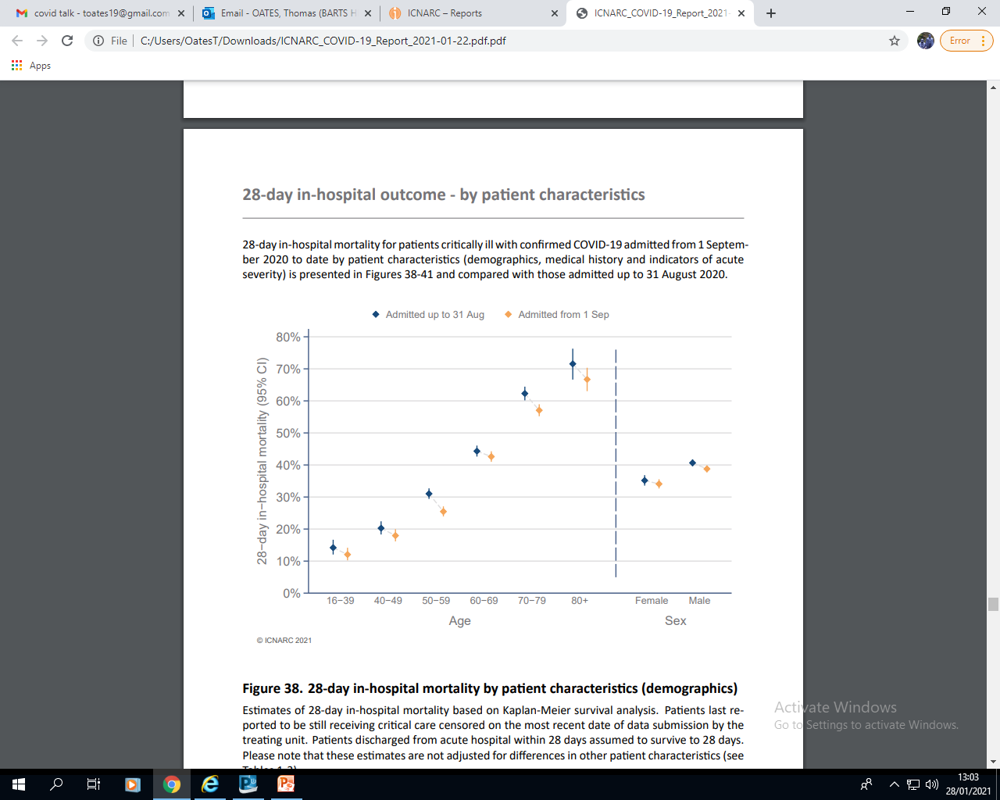 covid talk - toates19@gmail.com
Email - OATES, Thomas (BARTS H
ICNARC – Reports
ICNARC_COVID-19_Report_2021-
File
C:/Users/OatesT/Downloads/ICNARC_COVID-19_Report_2021-01-22.pdf.pdf
Error
Apps
28-day in-hospital outcome - by patient characteristics
28-day in-hospital mortality for patients critically ill with confirmed COVID-19 admitted from 1 Septem-
ber 2020 to date by patient characteristics (demographics, medical history and indicators of acute
severity) is presented in Figures 38-41 and compared with those admitted up to 31 August 2020.
Admitted up to 31 Aug Admitted from 1 Sep
28−day in−hospital mortality (95% CI)
80%
70%
60%
50%
40%
30%
20%
10%
0%
16−39 40−49 50−59 60−69 70−79 80+ Female Male
Age Sex
© ICNARC 2021
Figure 38. 28-day in-hospital mortality by patient characteristics (demographics)
Estimates of 28-day in-hospital mortality based on Kaplan-Meier survival analysis. Patients last re-
ported to be still receiving critical care censored on the most recent date of data submission by the
treating unit. Patients discharged from acute hospital within 28 days assumed to survive to 28 days.
Please note that these estimates are not adjusted for differences in other patient characteristics (see
Tables 1-3)
Activate Windows
Go to Settings to activate Windows.
13:03
28/01/2021